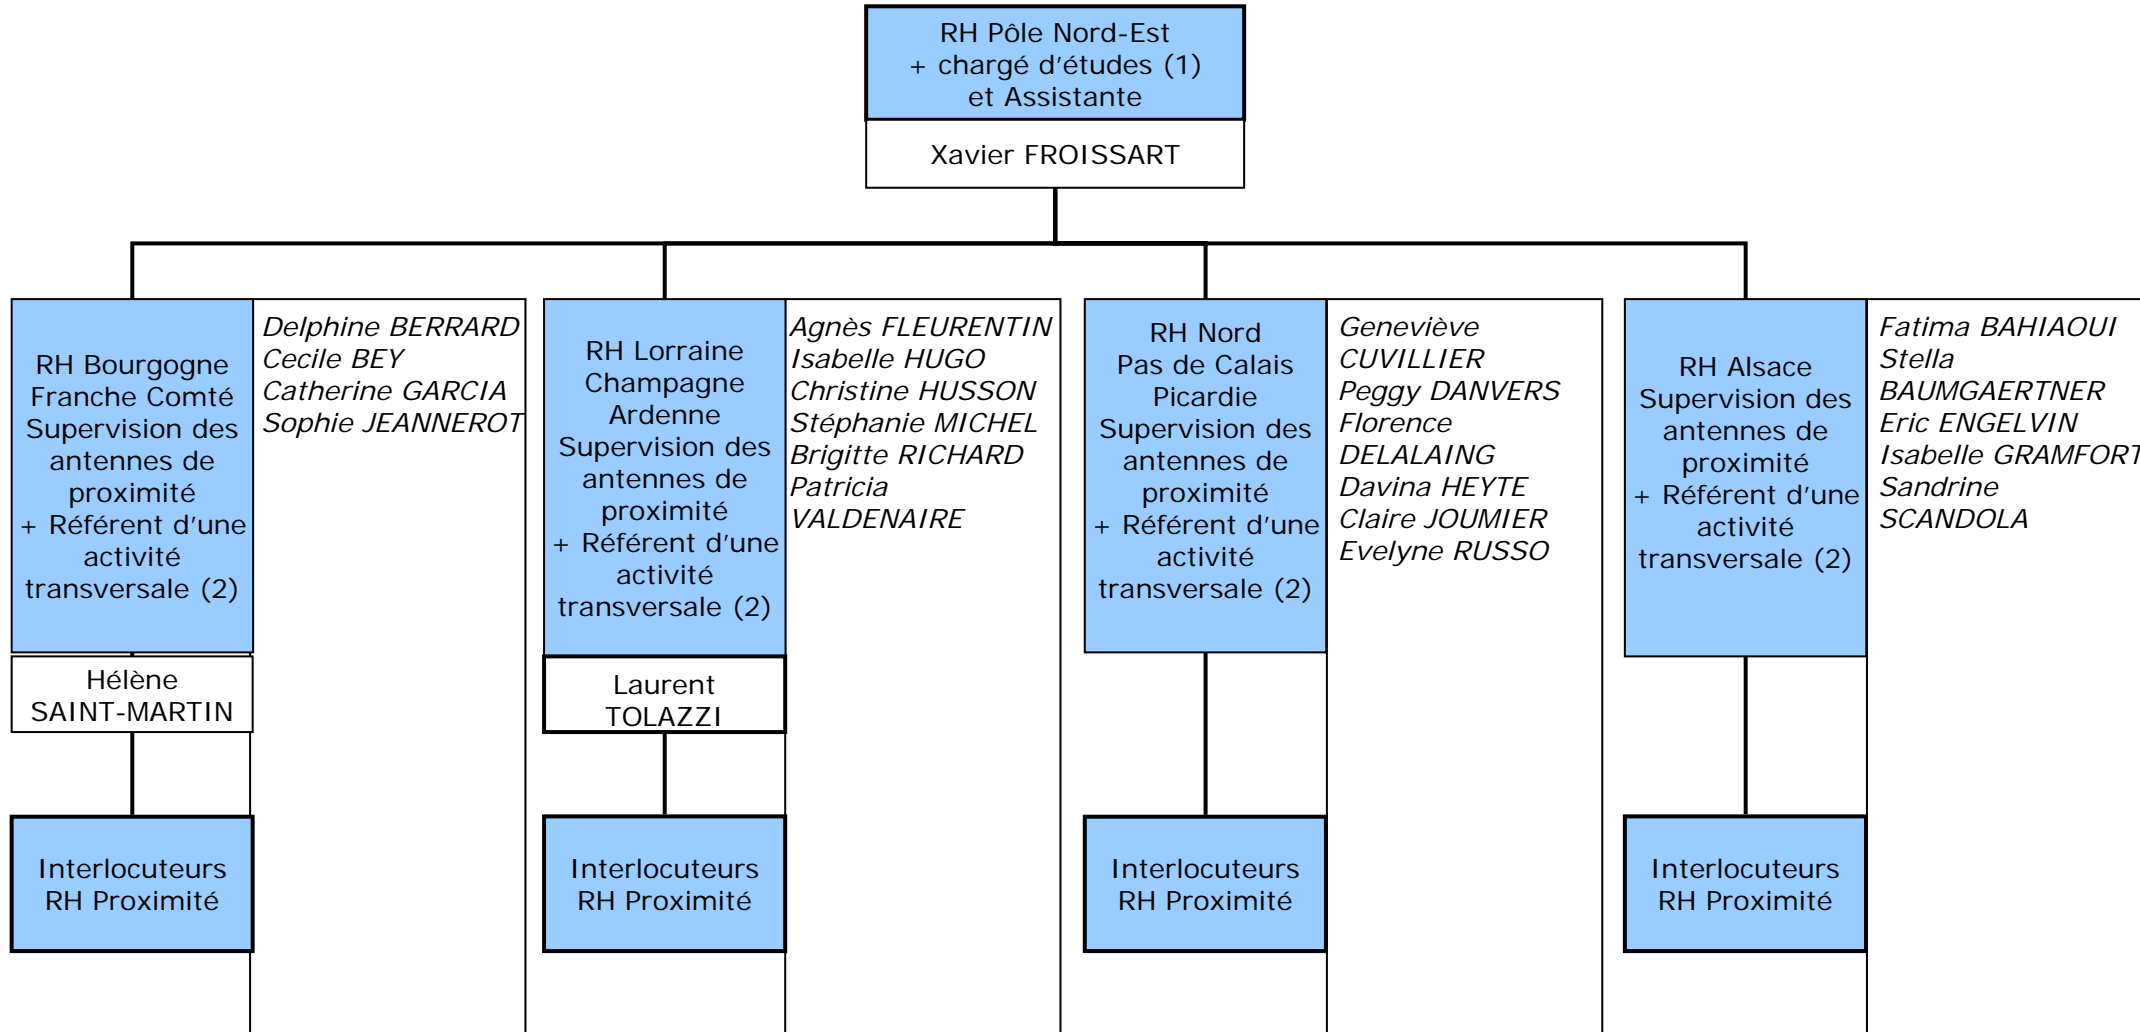 RH Pôle Nord-Est
+ chargé d'études (1)
et Assistante
Xavier FROISSART
RH Bourgogne
Franche Comté
Supervision des
antennes de
proximité
+ Référent d'une
activité
transversale (2)
Hélène
SAINT-MARTIN
Interlocuteurs
RH Proximité
Delphine BERRARD
Cecile BEY
Catherine GARCIA
Sophie JEANNEROT
RH Lorraine
Champagne
Ardenne
Supervision des
antennes de
proximité
+ Référent d'une
activité
transversale (2)
Laurent
TOLAZZI
Interlocuteurs
RH Proximité
Agnès FLEURENTIN
Isabelle HUGO
Christine HUSSON
Stéphanie MICHEL
Brigitte RICHARD
Patricia
VALDENAIRE
RH Nord
Pas de Calais
Picardie
Supervision des
antennes de
proximité
+ Référent d'une
activité
transversale (2)
Interlocuteurs
RH Proximité
Geneviève
CUVILLIER
Peggy DANVERS
Florence
DELALAING
Davina HEYTE
Claire JOUMIER
Evelyne RUSSO
RH Alsace
Supervision des
antennes de
proximité
+ Référent d'une
activité
transversale (2)
Interlocuteurs
RH Proximité
Fatima BAHIAOUI
Stella
BAUMGAERTNER
Eric ENGELVIN
Isabelle GRAMFORT
Sandrine
SCANDOLA